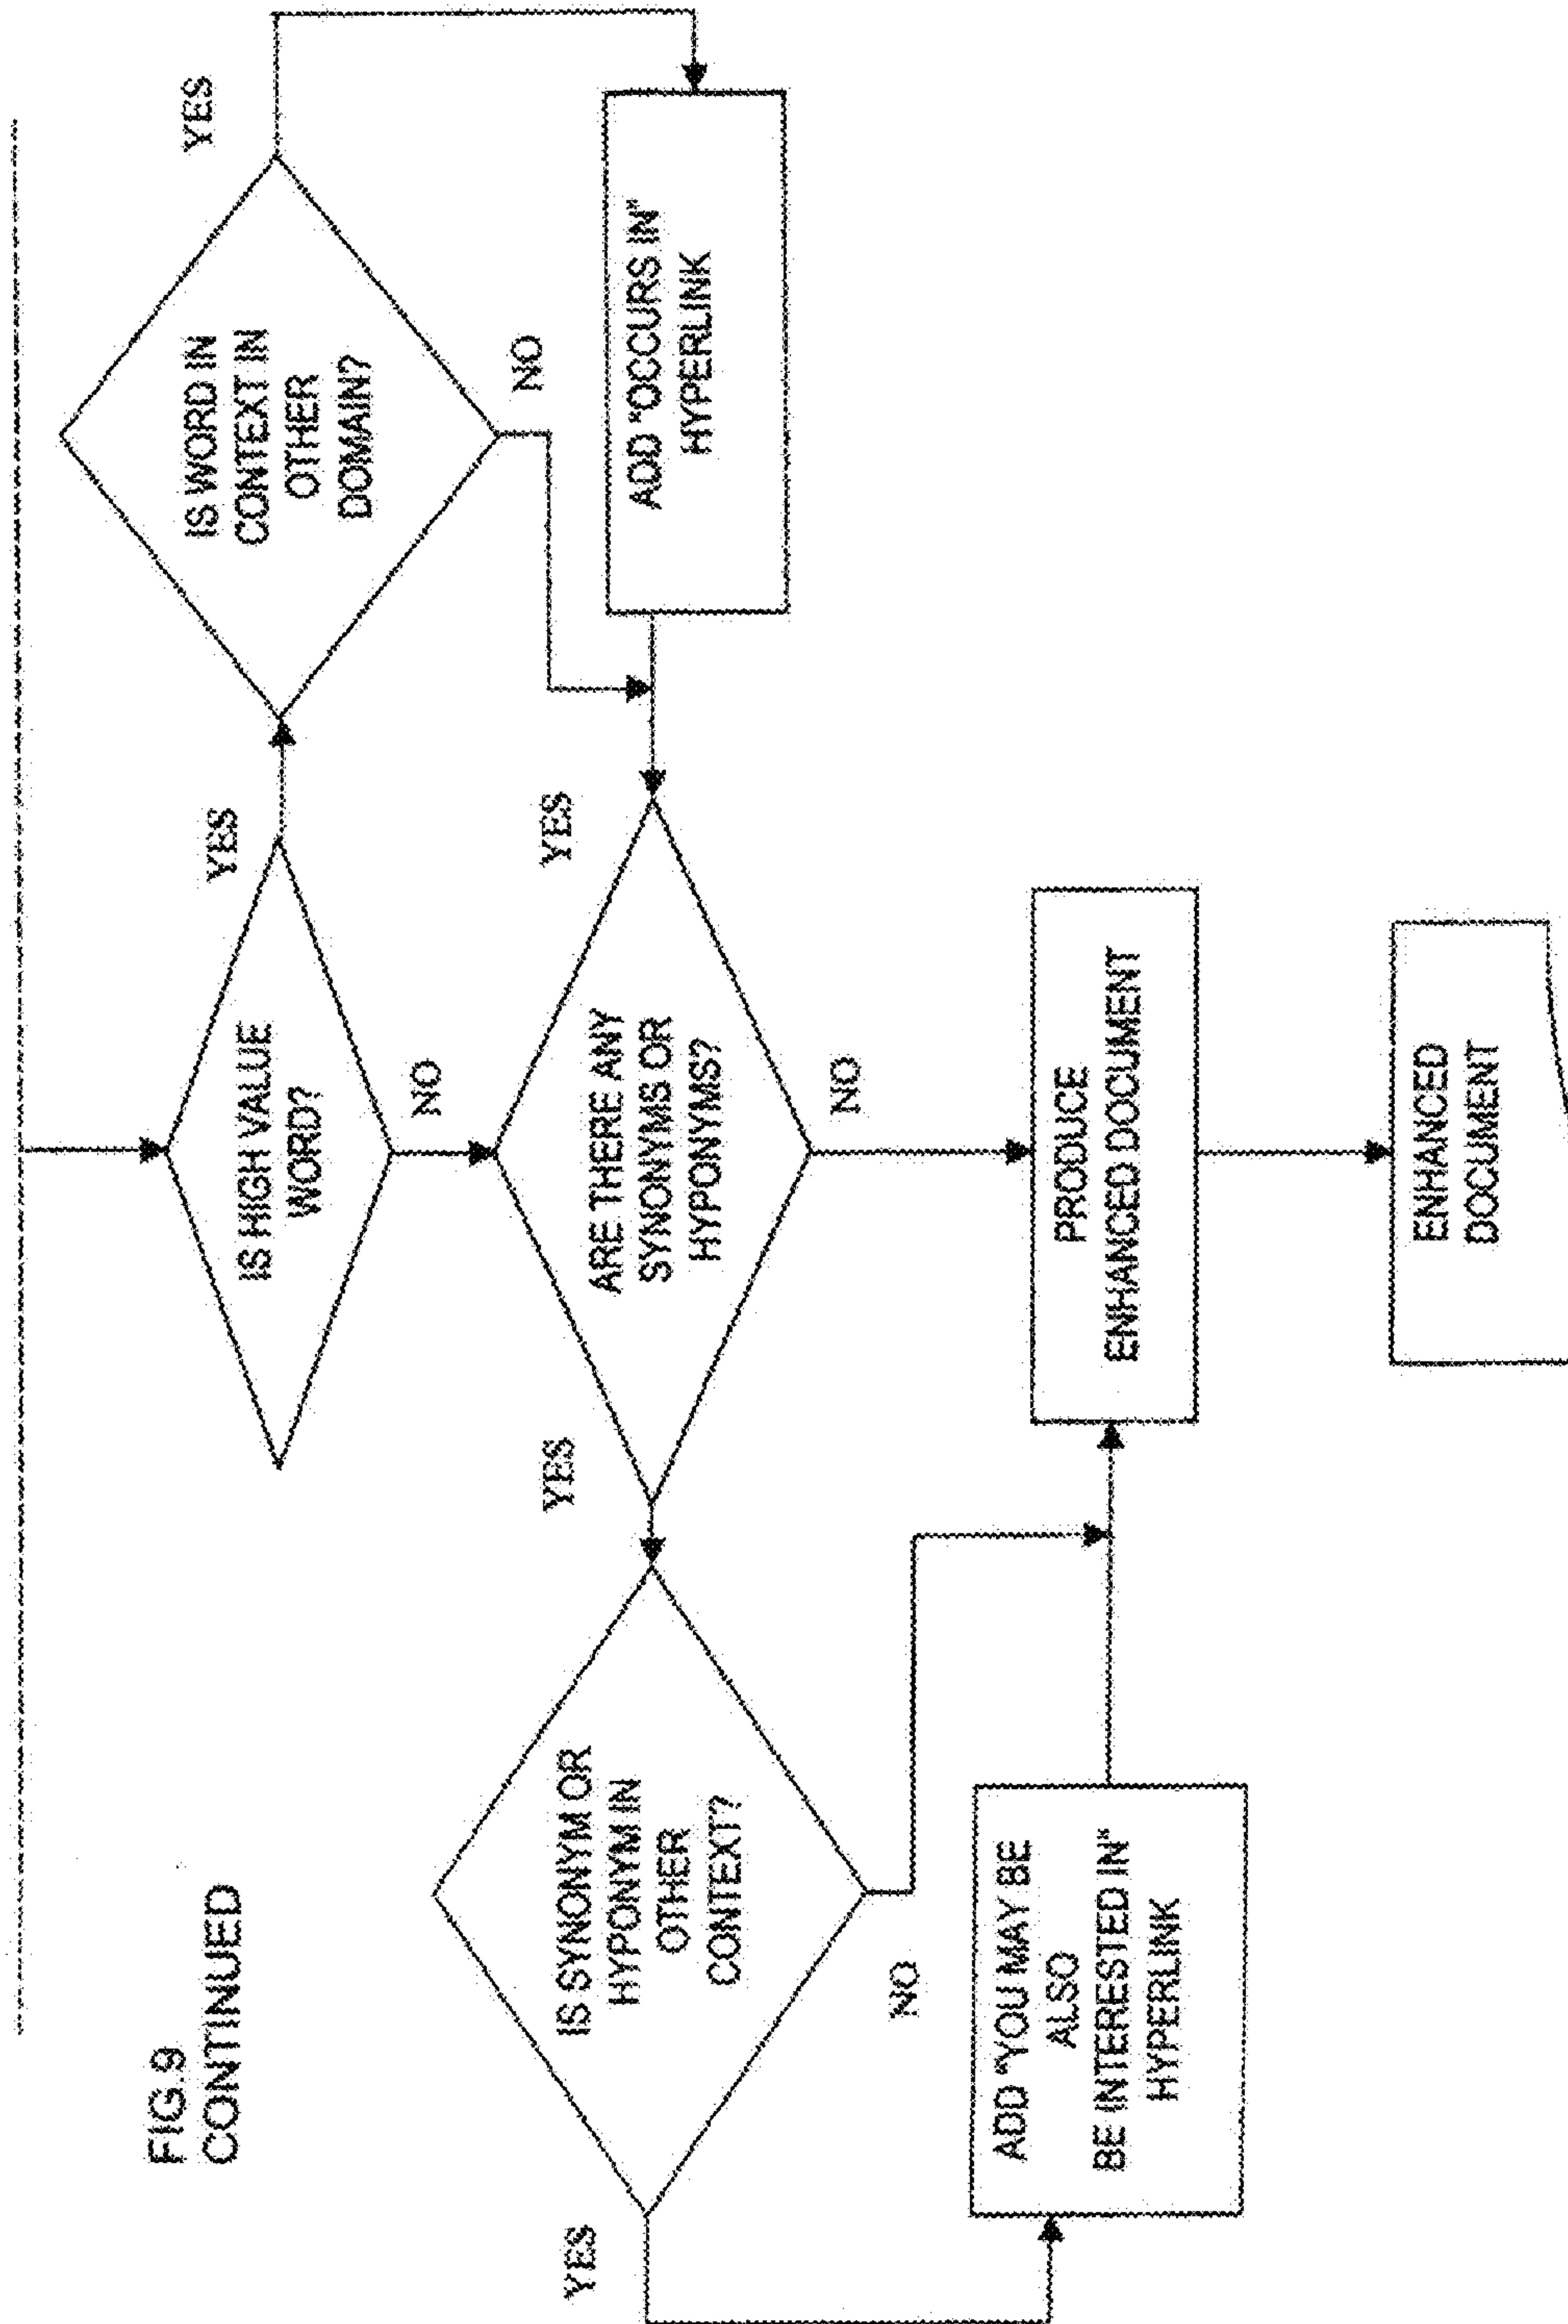 FIG.9
CONTINUED
IS HIGH VALUE
WORD?
YES
NO
IS WORD IN
CONTEXT IN
OTHER
DOMAIN?
YES
NO
ADD "OCCURS IN"
HYPERLINK
YES
ARE THERE ANY
SYNONYMS OR
HYPONYMS?
YES
NO
IS SYNONYM OR
HYPONYM IN
OTHER
CONTEXT?
YES
NO
ADD "YOU MAY BE
ALSO
BE INTERESTED IN"
HYPERLINK
PRODUCE
ENHANCED DOCUMENT
ENHANCED
DOCUMENT